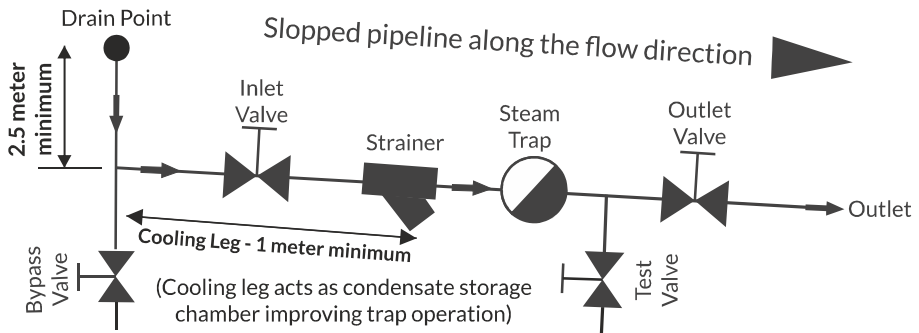 Drain Point
Slopped pipeline along the flow direction
2.5 meter
minimum
Inlet
Valve
Strainer
Steam
Trap
Outlet
Valve
Outlet
Cooling Leg - 1 meter minimum
Bypass
Valve
(Cooling leg acts as condensate storage
chamber improving trap operation)
Test
Valve